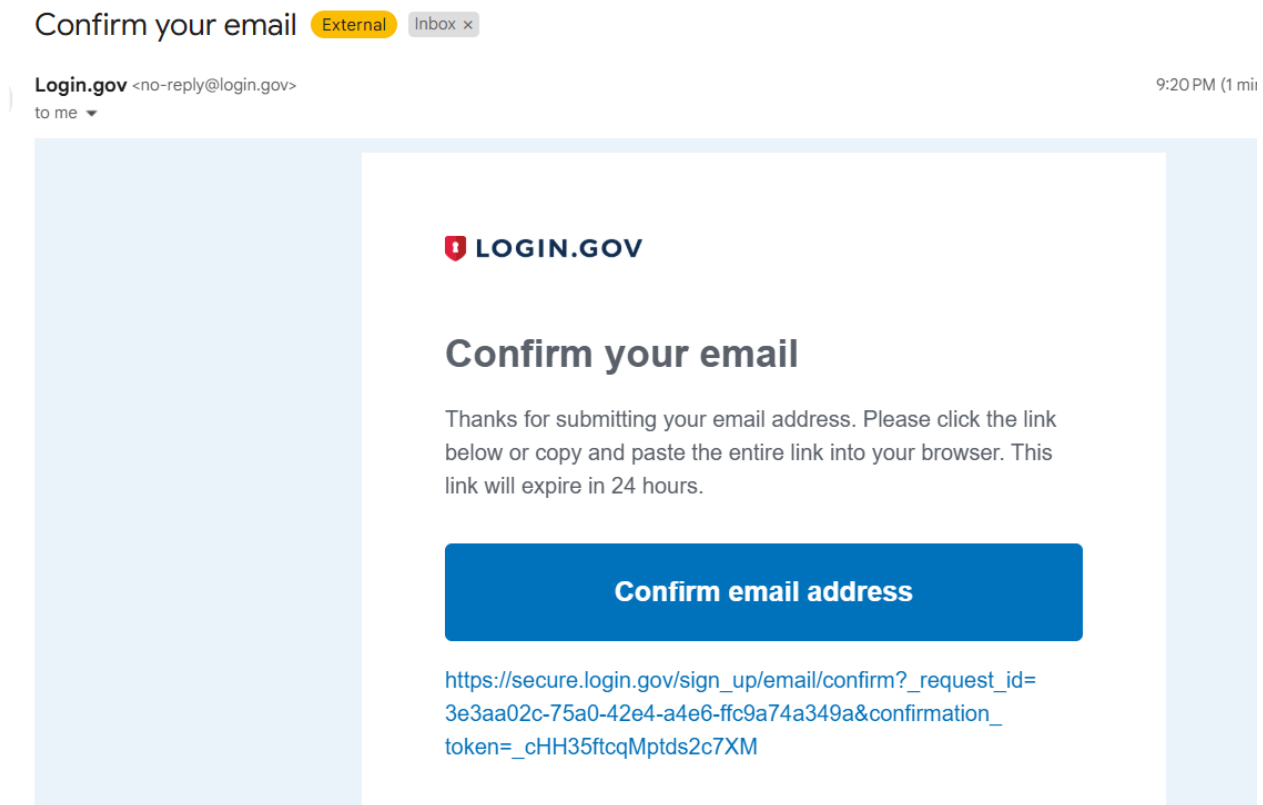 Confirm your email External Inbox ×
Login.gov <no-reply@login.gov> 9:20 PM (1 min
to me
LOGIN.GOV
Confirm your email
Thanks for submitting your email address. Please click the link
below or copy and paste the entire link into your browser. This
link will expire in 24 hours.
Confirm email address
https://secure.login.gov/sign_up/email/confirm?_request_id=
3e3aa02c-75a0-42e4-a4e6-ffc9a74a349a&confirmation_
token=_cHH35ftcqMptds2c7XM